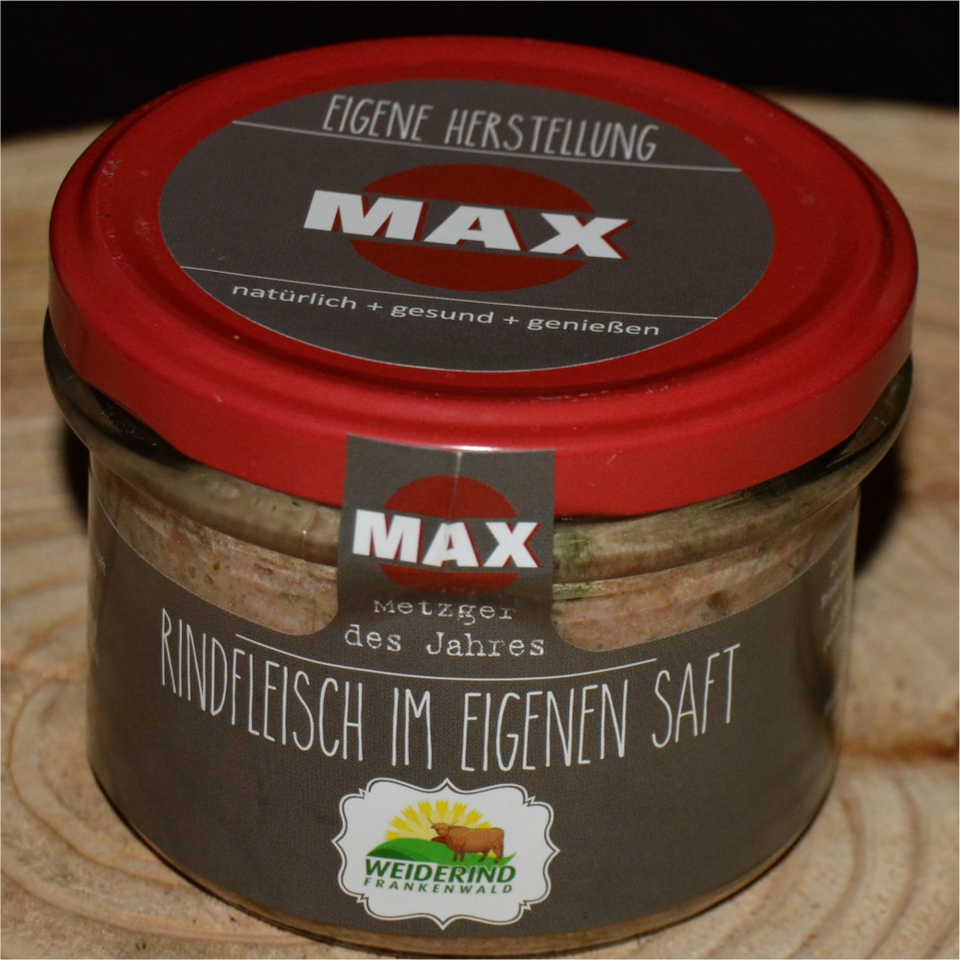 EIGENE HERSTELLUNG
MAX
natürlich + gesund + genießen
MAX
Metzger
des Jahres
RINDFLEISCH IM EIGENEN SAFT
WEIDERIND
FRANKENWALD